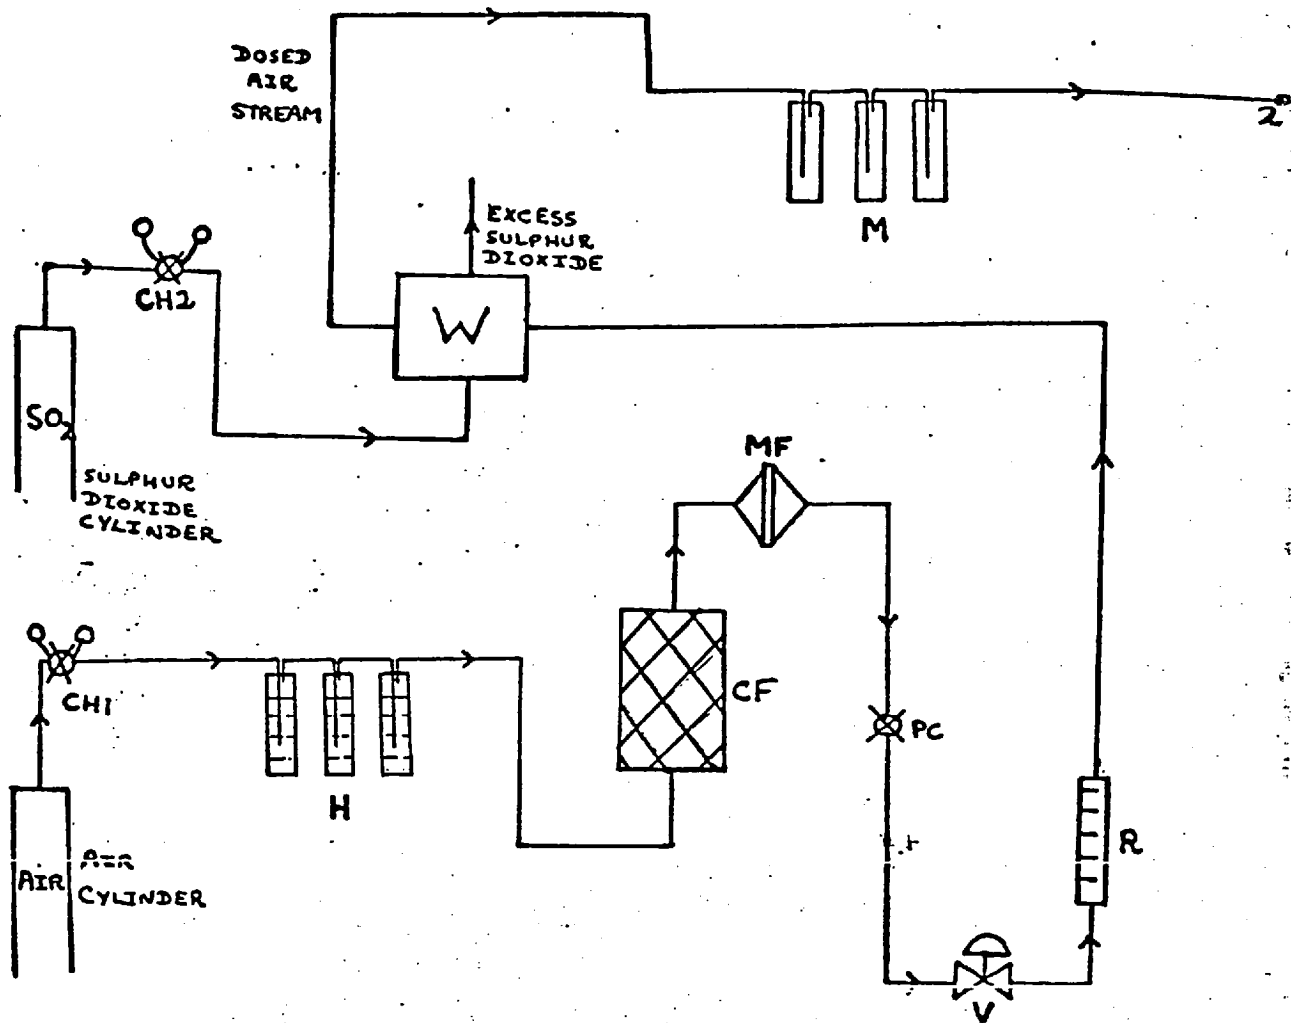 DOSED
AIR
STREAM
2
M
EXCESS
SULPHUR
DIOXIDE
CH2
W
SO2
SULPHUR
DIOXIDE
CYLINDER
MF
CH1
CF
PC
H
R
AIR
AIR
CYLINDER
V